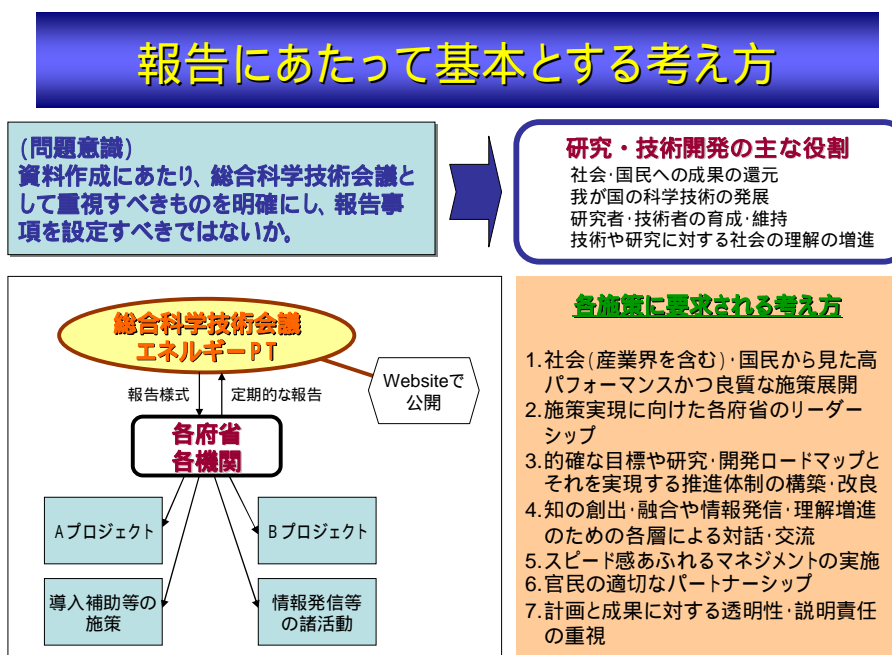 報告にあたって基本とする考え方
(問題意識)
資料作成にあたり、総合科学技術会議と
して重視すべきものを明確にし、報告事
項を設定すべきではないか。
研究・技術開発の主な役割
社会・国民への成果の還元
我が国の科学技術の発展
研究者・技術者の育成・維持
技術や研究に対する社会の理解の増進
総合科学技術会議
エネルギーPT
報告様式
定期的な報告
Websiteで
公開
各府省
各機関
Aプロジェクト
Bプロジェクト
導入補助等の
施策
情報発信等
の諸活動
各施策に要求される考え方
1.社会(産業界を含む)・国民から見た高
パフォーマンスかつ良質な施策展開
2.施策実現に向けた各府省のリーダー
シップ
3.的確な目標や研究・開発ロードマップと
それを実現する推進体制の構築・改良
4.知の創出・融合や情報発信・理解増進
のための各層による対話・交流
5.スピード感あふれるマネジメントの実施
6.官民の適切なパートナーシップ
7.計画と成果に対する透明性・説明責任
の重視